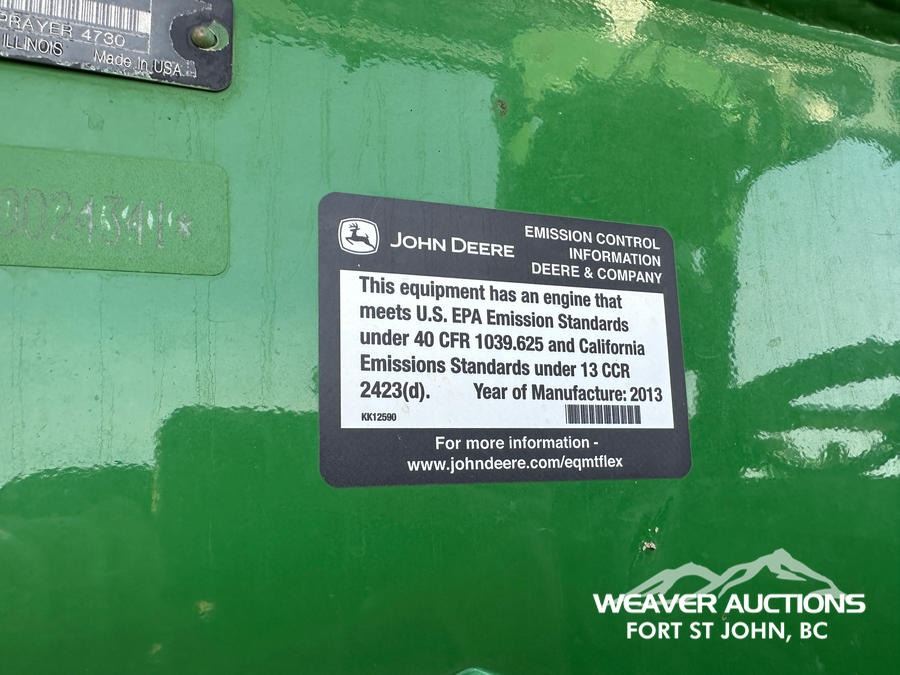 PRAYER 4730
ILLINOIS
Made in USA
JOHN DEERE
EMISSION CONTROL
INFORMATION
DEERE & COMPANY
This equipment has an engine that
meets U.S. EPA Emission Standards
under 40 CFR 1039.625 and California
Emissions Standards under 13 CCR
2423(d). Year of Manufacture: 2013
KK12590
For more information -
www.johndeere.com/eqmtflex
WEAVER AUCTIONS
FORT ST JOHN, BC